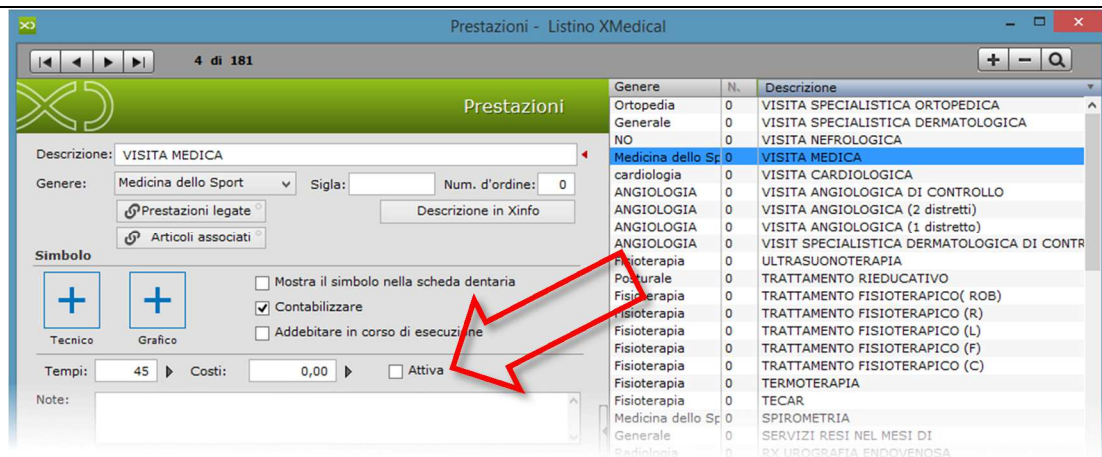 Prestazioni - Listino XMedical
4 di 181
Prestazioni
Descrizione: VISITA MEDICA
Genere: Medicina dello Sport Sigla: Num. d'ordine: 0
Prestazioni legate Descrizione in Xinfo
Articoli associati
Simbolo
Mostra il simbolo nella scheda dentaria
Contabilizzare
Addebitare in corso di esecuzione
Tecnico Grafico
Tempi: 45 Costi: 0,00 Attiva
Note:
Genere N. Descrizione
Ortopedia 0 VISITA SPECIALISTICA ORTOPEDICA
Generale 0 VISITA SPECIALISTICA DERMATOLOGICA
NO 0 VISITA NEFROLOGICA
Medicina dello Sp 0 VISITA MEDICA
cardiologia 0 VISITA CARDIOLOGICA
ANGIOLOGIA 0 VISITA ANGIOLOGICA DI CONTROLLO
ANGIOLOGIA 0 VISITA ANGIOLOGICA (2 distretti)
ANGIOLOGIA 0 VISITA ANGIOLOGICA (1 distretto)
ANGIOLOGIA 0 VISIT SPECIALISTICA DERMATOLOGICA DI CONTR
Fisioterapia 0 ULTRASUONOTERAPIA
Posturale 0 TRATTAMENTO RIEDUCATIVO
Fisioterapia 0 TRATTAMENTO FISIOTERAPICO( ROB)
Fisioterapia 0 TRATTAMENTO FISIOTERAPICO (R)
Fisioterapia 0 TRATTAMENTO FISIOTERAPICO (L)
Fisioterapia 0 TRATTAMENTO FISIOTERAPICO (F)
Fisioterapia 0 TRATTAMENTO FISIOTERAPICO (C)
Fisioterapia 0 TERMOTERAPIA
Fisioterapia 0 TECAR
Medicina dello Sp 0 SPIROMETRIA
Generale 0 SERVIZI RESI NEL MESI DI
Radiologia 0 RX UROGRAFIA ENDOVENOSA